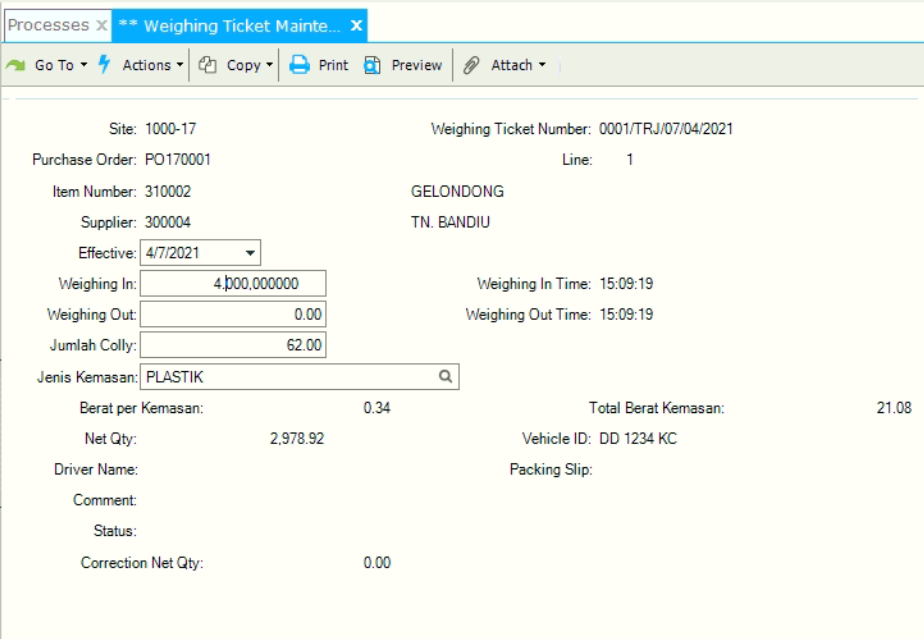 Processes x ** Weighing Ticket Mainte... x
Go To Actions Copy Print Preview Attach
Site: 1000-17 Weighing Ticket Number: 0001/TRJ/07/04/2021
Purchase Order: PO170001 Line: 1
Item Number: 310002 GELONDONG
Supplier: 300004 TN. BANDIU
Effective: 4/7/2021
Weighing In: 4.000,000000 Weighing In Time: 15:09:19
Weighing Out: 0.00 Weighing Out Time: 15:09:19
Jumlah Colly: 62.00
Jenis Kemasan: PLASTIK
Berat per Kemasan: 0.34 Total Berat Kemasan: 21.08
Net Qty: 2,978.92 Vehicle ID: DD 1234 KC
Driver Name: Packing Slip:
Comment:
Status:
Correction Net Qty: 0.00